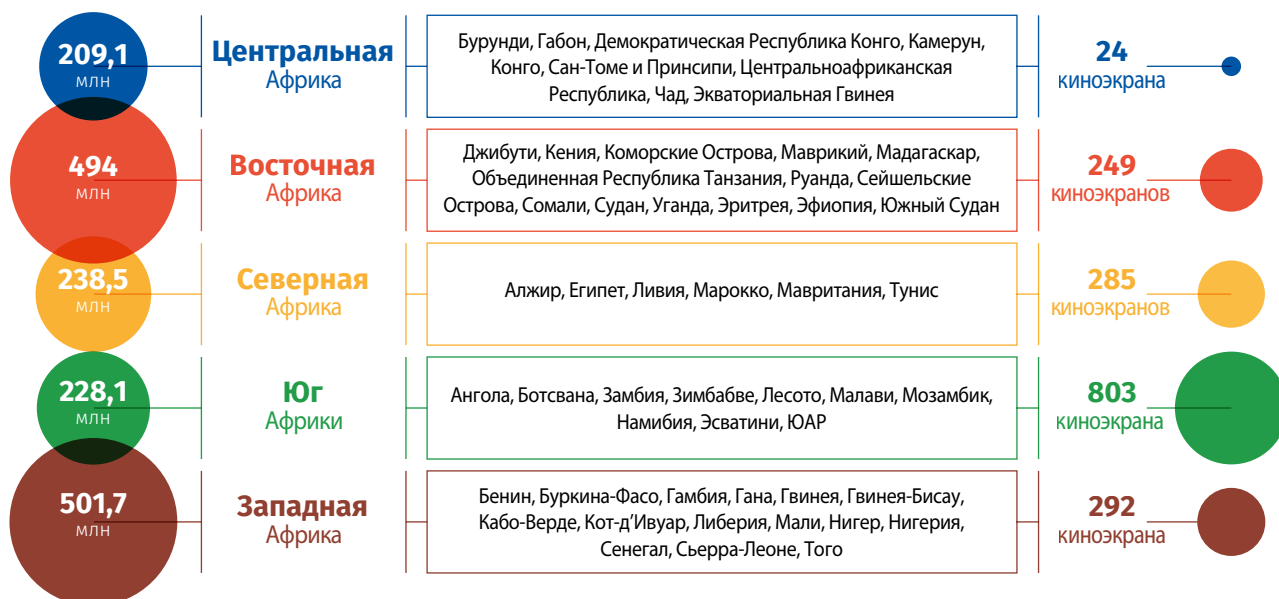 209,1
МЛН
Центральная
Африка
Бурунди, Габон, Демократическая Республика Конго, Камерун,
Конго, Сан-Томе и Принсипи, Центральноафриканская
Республика, Чад, Экваториальная Гвинея
24
киноэкрана
494
МЛН
Восточная
Африка
Джибути, Кения, Коморские Острова, Маврикий, Мадагаскар,
Объединенная Республика Танзания, Руанда, Сейшельские
Острова, Сомали, Судан, Уганда, Эритрея, Эфиопия, Южный Судан
249
киноэкранов
238,5
МЛН
Северная
Африка
Алжир, Египет, Ливия, Марокко, Мавритания, Тунис
285
киноэкранов
228,1
МЛН
Юг
Африки
Ангола, Ботсвана, Замбия, Зимбабве, Лесото, Малави, Мозамбик,
Намибия, Эсватини, ЮАР
803
киноэкрана
501,7
МЛН
Западная
Африка
Бенин, Буркина-Фасо, Гамбия, Гана, Гвинея, Гвинея-Бисау,
Кабо-Верде, Кот-д’Ивуар, Либерия, Мали, Нигер, Нигерия,
Сенегал, Сьерра-Леоне, Того
292
киноэкрана